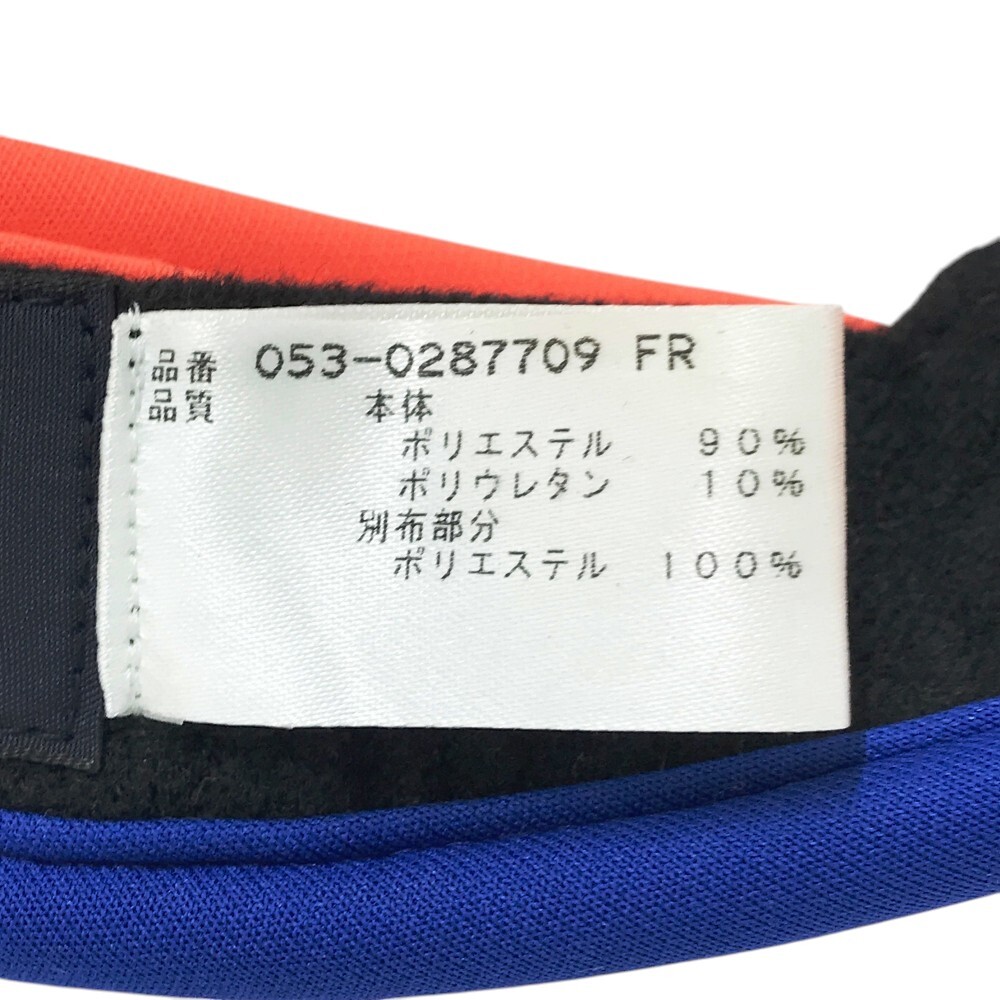 品番 053-0287709 FR
品質 本体
ポリエステル 90%
ポリウレタン 10%
別布部分
ポリエステル 100%